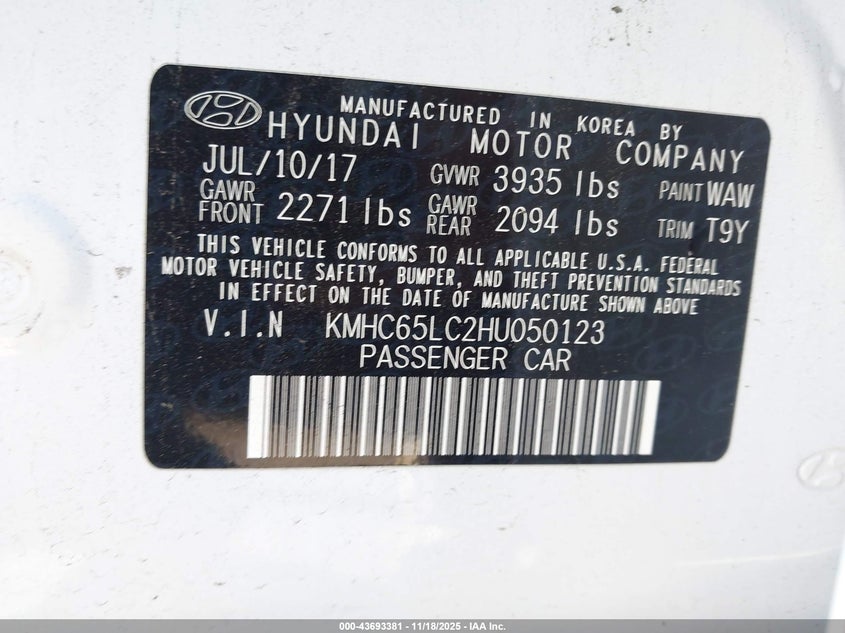 MANUFACTURED IN KOREA BY
HYUNDAI MOTOR COMPANY
JUL/10/17 GVWR 3935 lbs PAINT WAW
GAWR FRONT 2271 lbs GAWR REAR 2094 lbs TRIM T9Y
THIS VEHICLE CONFORMS TO ALL APPLICABLE U.S.A. FEDERAL
MOTOR VEHICLE SAFETY, BUMPER, AND THEFT PREVENTION STANDARDS
IN EFFECT ON THE DATE OF MANUFACTURE SHOWN ABOVE
V.I.N KMHC65LC2HU050123
PASSENGER CAR
000-43693381 - 11/18/2025 - IAA Inc.